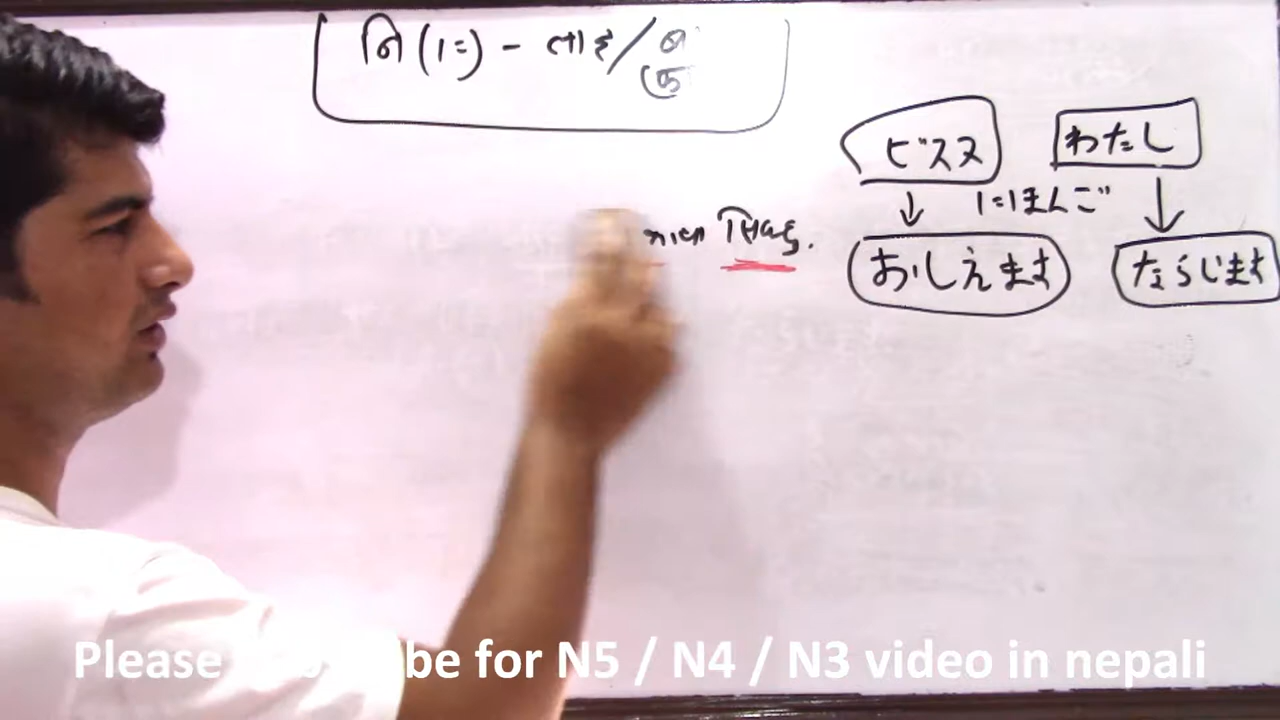 नि (に) - लाइ /
ビスヌ わたし
にほんご
सिक्छु.
おしえます ならいます
Please be for N5 / N4 / N3 video in nepali